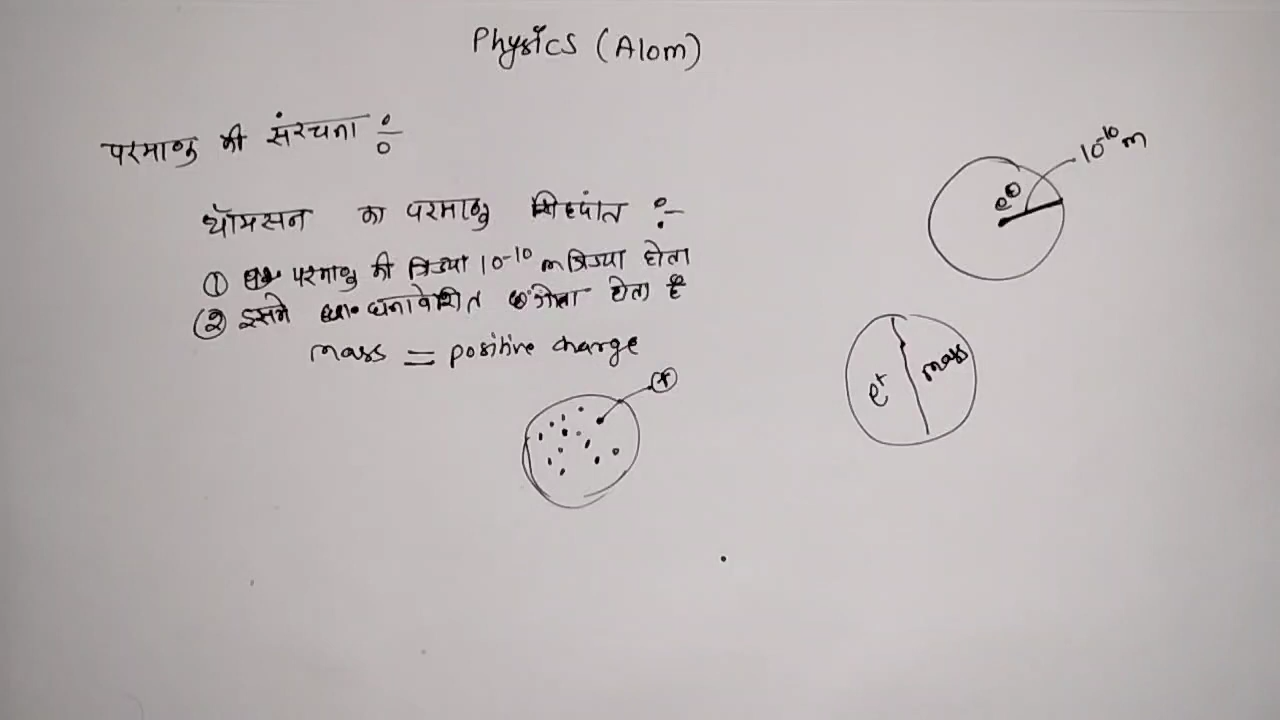 Physics (Atom)
परमाणु की संरचना :-
थॉमसन का परमाणु सिद्धांत :-
① परमाणु की त्रिज्या 10⁻¹⁰ m त्रिज्या होता
② इसमे धनावेशित गोला होता है
mass = positive charge
10⁻¹⁰ m
e⁺ mass
(+)